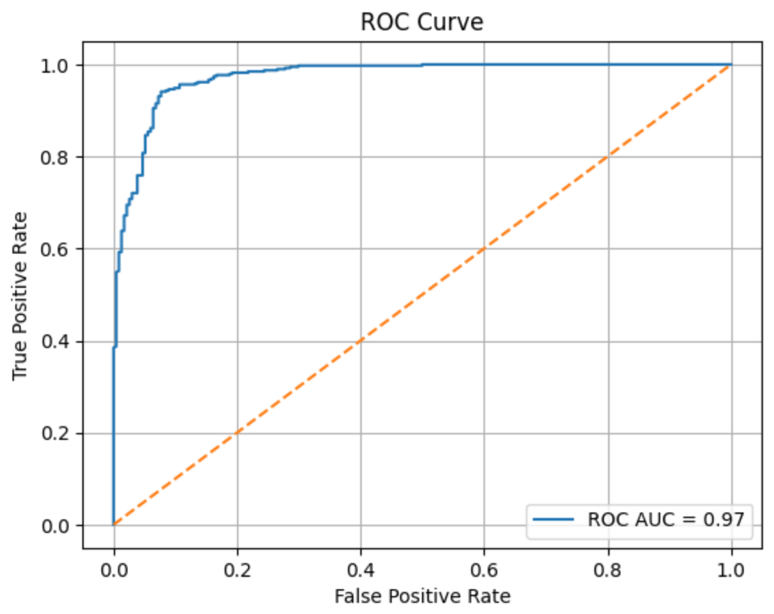 ROC Curve
True Positive Rate
1.0
0.8
0.6
0.4
0.2
0.0
ROC AUC = 0.97
0.0 0.2 0.4 0.6 0.8 1.0
False Positive Rate